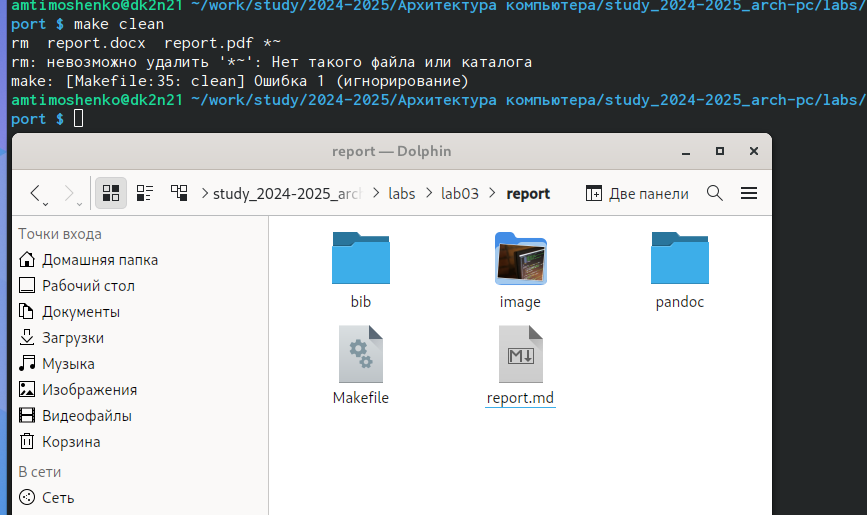 amtimoshenko@dk2n21 ~/work/study/2024-2025/Архитектура компьютера/study_2024-2025_arch-pc/labs/
port $ make clean
rm  report.docx  report.pdf *~
rm: невозможно удалить '*~': Нет такого файла или каталога
make: [Makefile:35: clean] Ошибка 1 (игнорирование)
amtimoshenko@dk2n21 ~/work/study/2024-2025/Архитектура компьютера/study_2024-2025_arch-pc/labs/
port $
report — Dolphin
study_2024-2025_arc > labs > lab03 > report Две панели
Точки входа
Домашняя папка
Рабочий стол
Документы
Загрузки
Музыка
Изображения
Видеофайлы
Корзина
В сети
Сеть
bib image pandoc
Makefile report.md